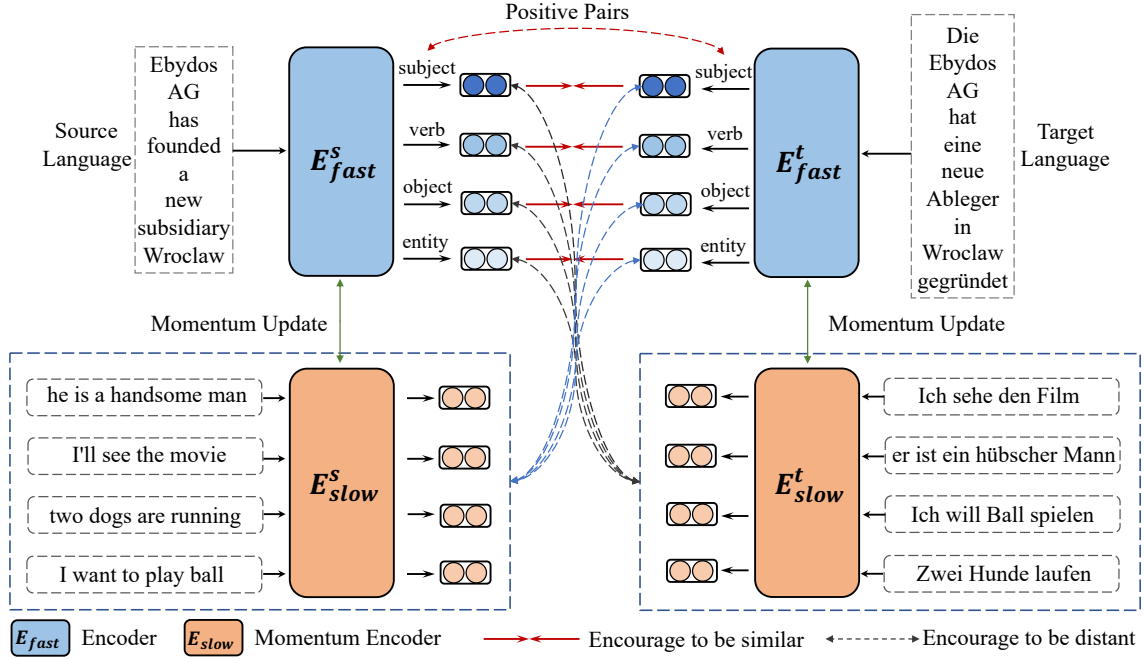 Positive Pairs
Source
Language
Ebydos
AG
has
founded
a
new
subsidiary
Wroclaw
E^s_fast
subject
verb
object
entity
subject
verb
object
entity
E^t_fast
Die
Ebydos
AG
hat
eine
neue
Ableger
in
Wroclaw
gegründet
Target
Language
Momentum Update
Momentum Update
he is a handsome man
I'll see the movie
two dogs are running
I want to play ball
E^s_slow
E^t_slow
Ich sehe den Film
er ist ein hübscher Mann
Ich will Ball spielen
Zwei Hunde laufen
E_fast Encoder
E_slow Momentum Encoder
Encourage to be similar
Encourage to be distant